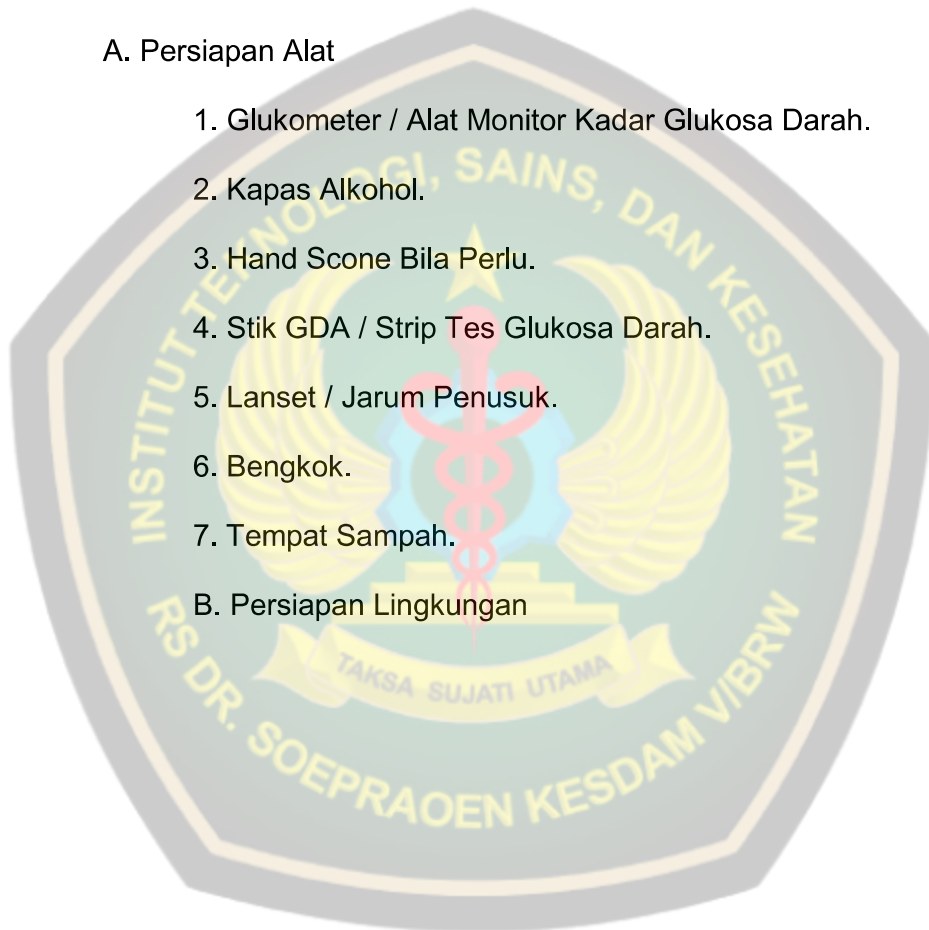 A. Persiapan Alat
1. Glukometer / Alat Monitor Kadar Glukosa Darah.
2. Kapas Alkohol.
3. Hand Scone Bila Perlu.
4. Stik GDA / Strip Tes Glukosa Darah.
5. Lanset / Jarum Penusuk.
6. Bengkok.
7. Tempat Sampah.
B. Persiapan Lingkungan
INSTITUT TEKNOLOGI, SAINS, DAN KESEHATAN
TAKSA SUJATI UTAMA
RS DR. SOEPRAOEN KESDAM V/BRW